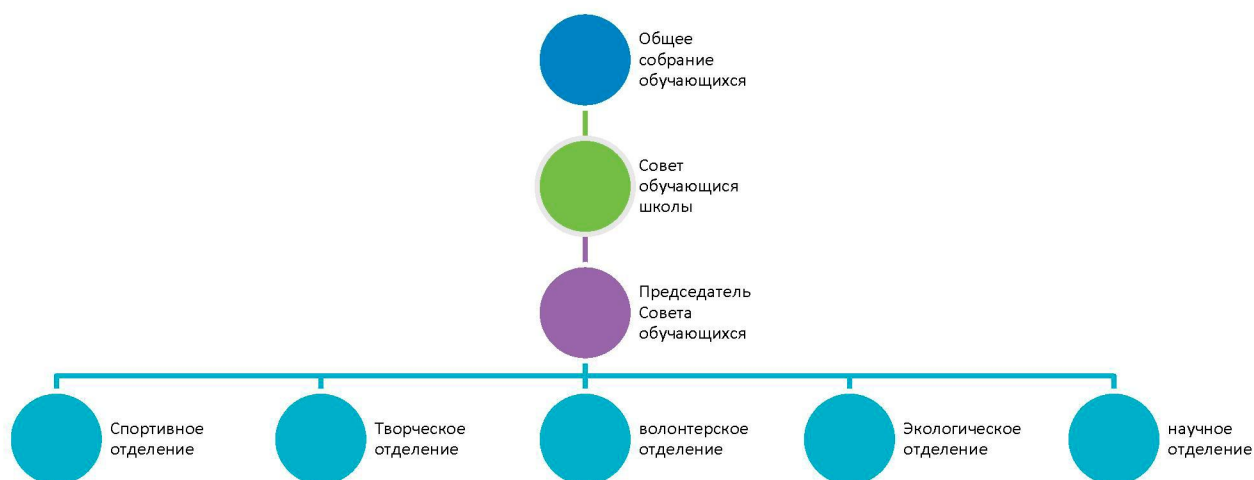 Общее
собрание
обучающихся
Совет
обучающися
школы
Председатель
Совета
обучающихся
Спортивное
отделение
Творческое
отделение
волонтерское
отделение
Экологическое
отделение
научное
отделение